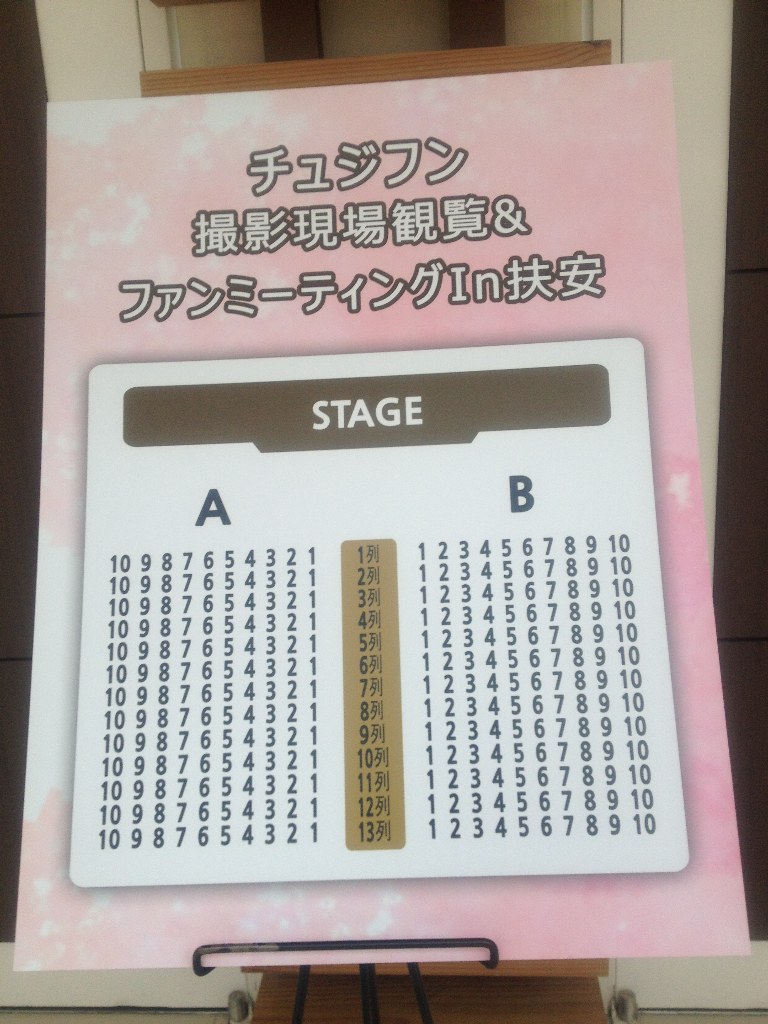 チュジフン
撮影現場観覧&
ファンミーティングIn扶安
STAGE
A B
10 9 8 7 6 5 4 3 2 1 1列 1 2 3 4 5 6 7 8 9 10
10 9 8 7 6 5 4 3 2 1 2列 1 2 3 4 5 6 7 8 9 10
10 9 8 7 6 5 4 3 2 1 3列 1 2 3 4 5 6 7 8 9 10
10 9 8 7 6 5 4 3 2 1 4列 1 2 3 4 5 6 7 8 9 10
10 9 8 7 6 5 4 3 2 1 5列 1 2 3 4 5 6 7 8 9 10
10 9 8 7 6 5 4 3 2 1 6列 1 2 3 4 5 6 7 8 9 10
10 9 8 7 6 5 4 3 2 1 7列 1 2 3 4 5 6 7 8 9 10
10 9 8 7 6 5 4 3 2 1 8列 1 2 3 4 5 6 7 8 9 10
10 9 8 7 6 5 4 3 2 1 9列 1 2 3 4 5 6 7 8 9 10
10 9 8 7 6 5 4 3 2 1 10列 1 2 3 4 5 6 7 8 9 10
10 9 8 7 6 5 4 3 2 1 11列 1 2 3 4 5 6 7 8 9 10
10 9 8 7 6 5 4 3 2 1 12列 1 2 3 4 5 6 7 8 9 10
10 9 8 7 6 5 4 3 2 1 13列 1 2 3 4 5 6 7 8 9 10